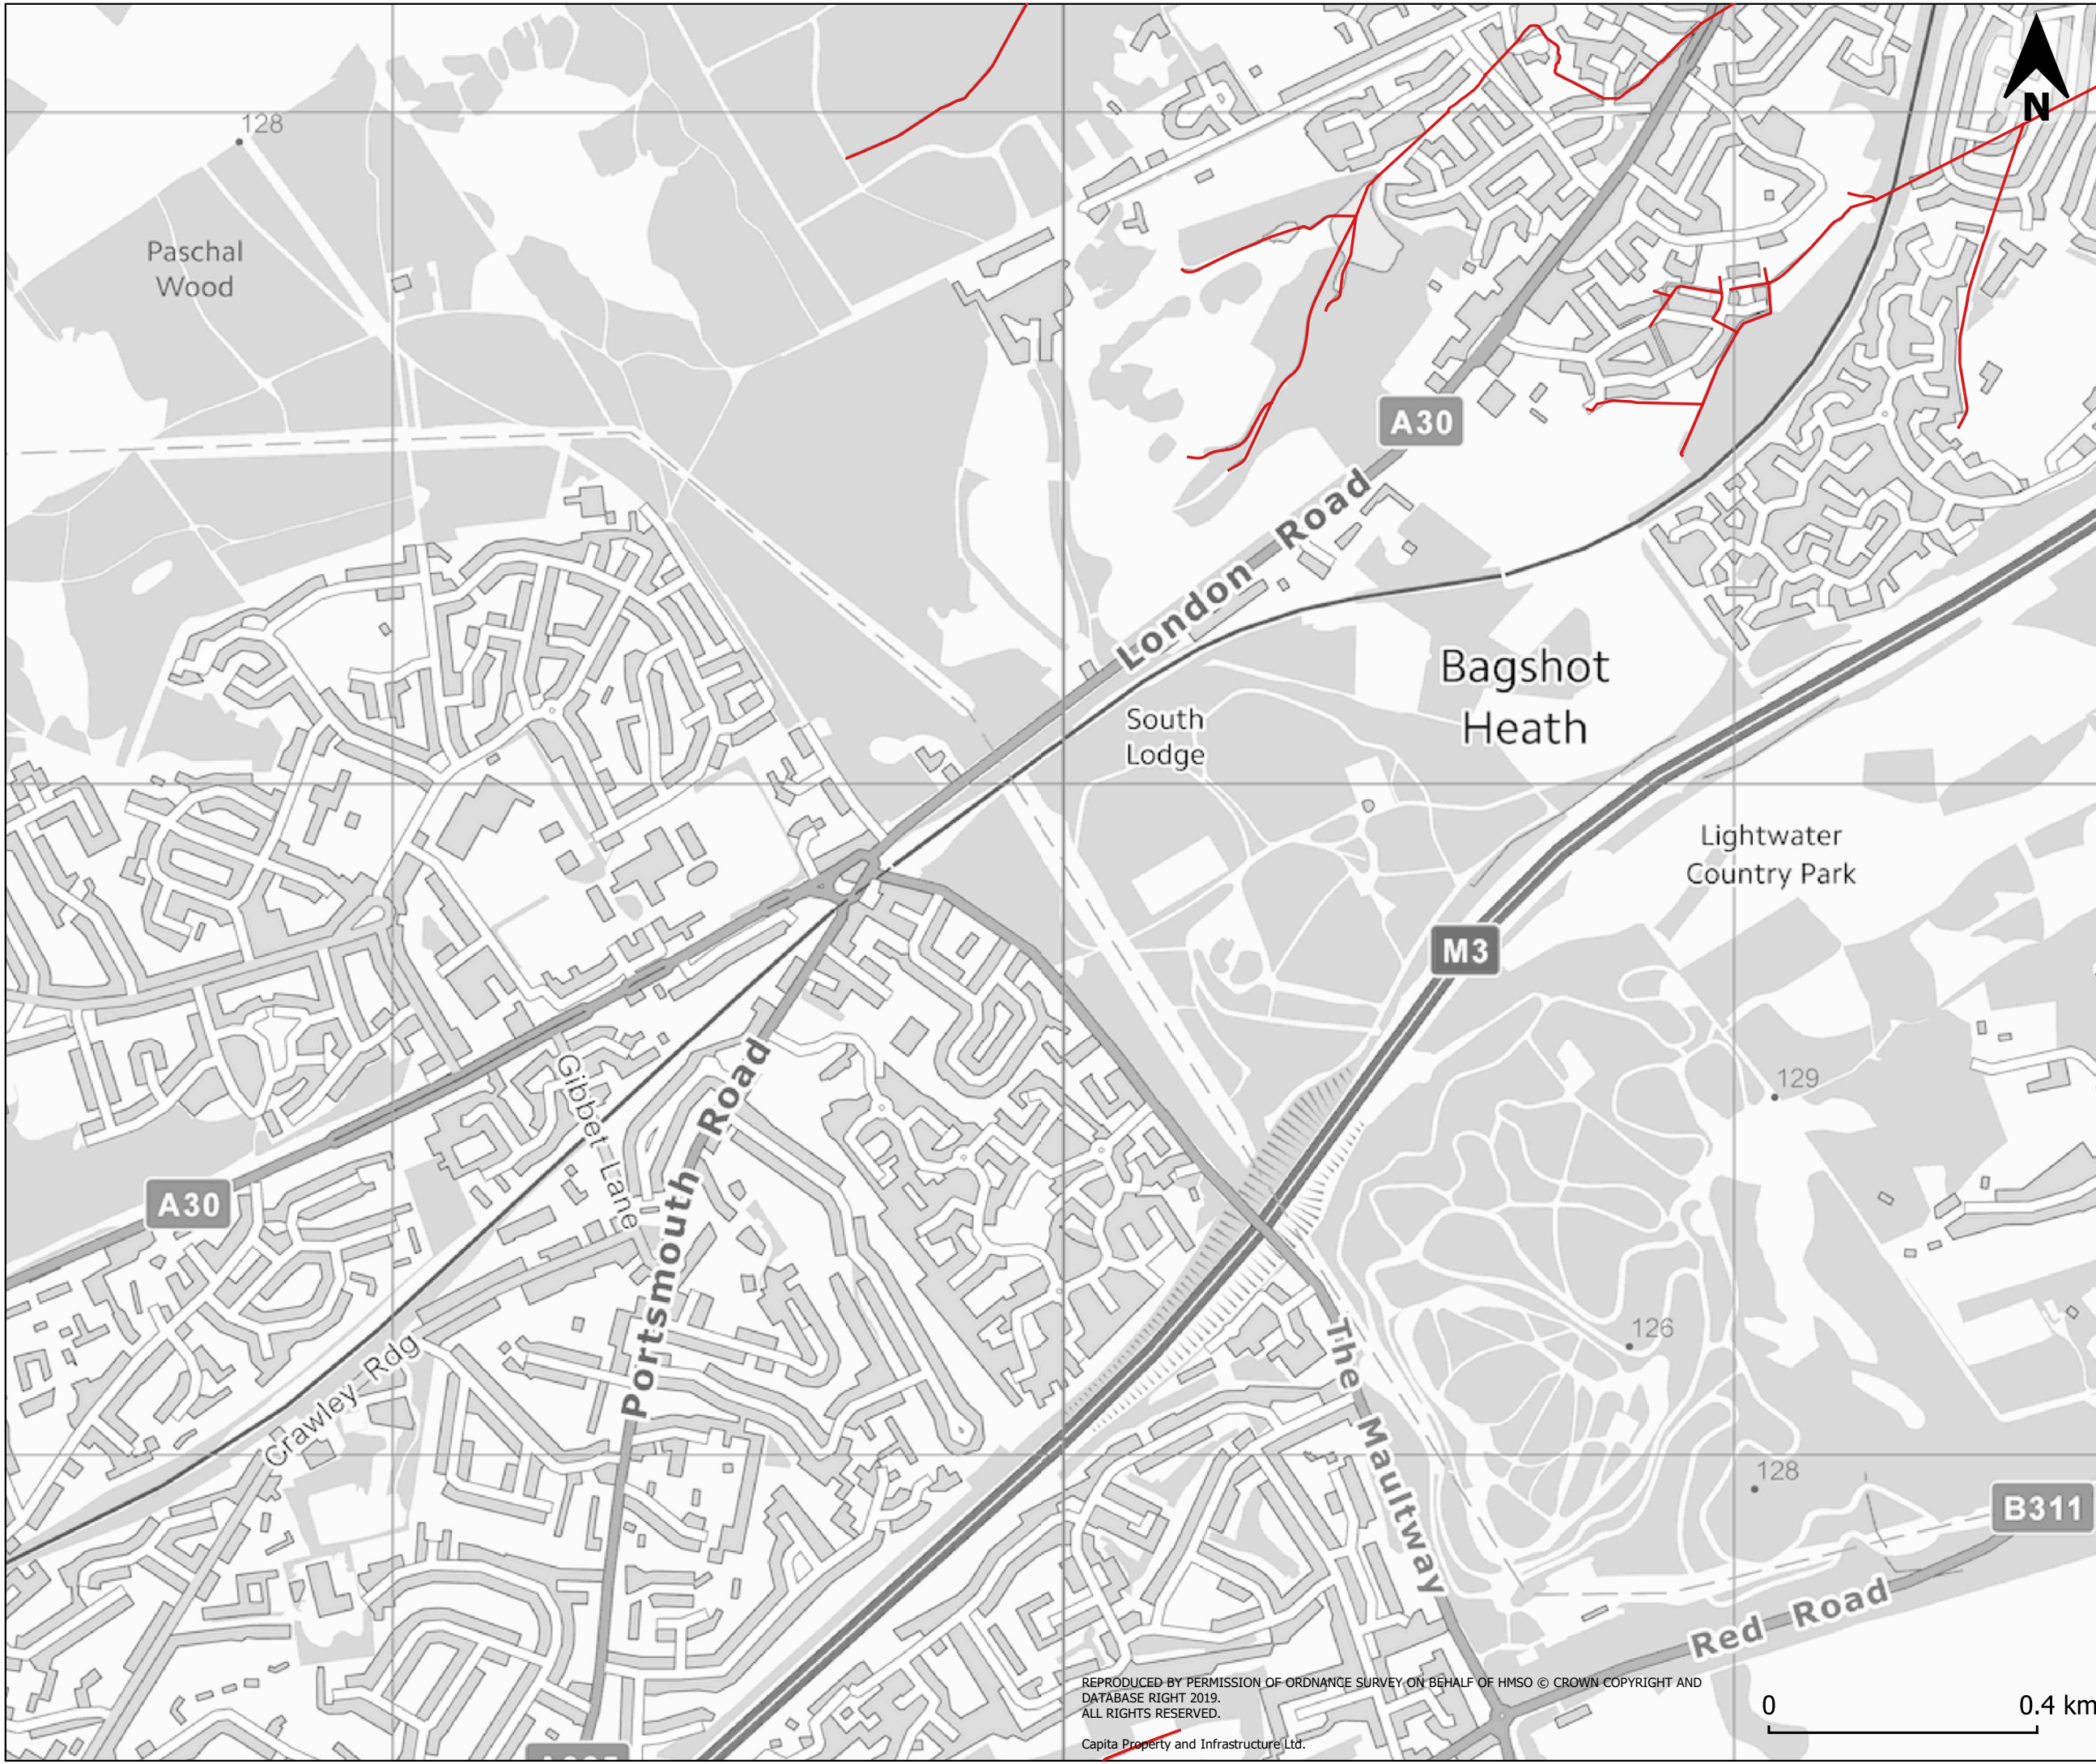 N
128
Paschal
Wood
A30
London Road
Bagshot
Heath
South
Lodge
Lightwater
Country Park
M3
129
Gibbet Lane
Portsmouth Road
A30
126
The Maultway
Crawley Rdg
128
B311
Red Road
REPRODUCED BY PERMISSION OF ORDNANCE SURVEY ON BEHALF OF HMSO © CROWN COPYRIGHT AND
DATABASE RIGHT 2019.
ALL RIGHTS RESERVED.
Capita Property and Infrastructure Ltd.
0 0.4 km